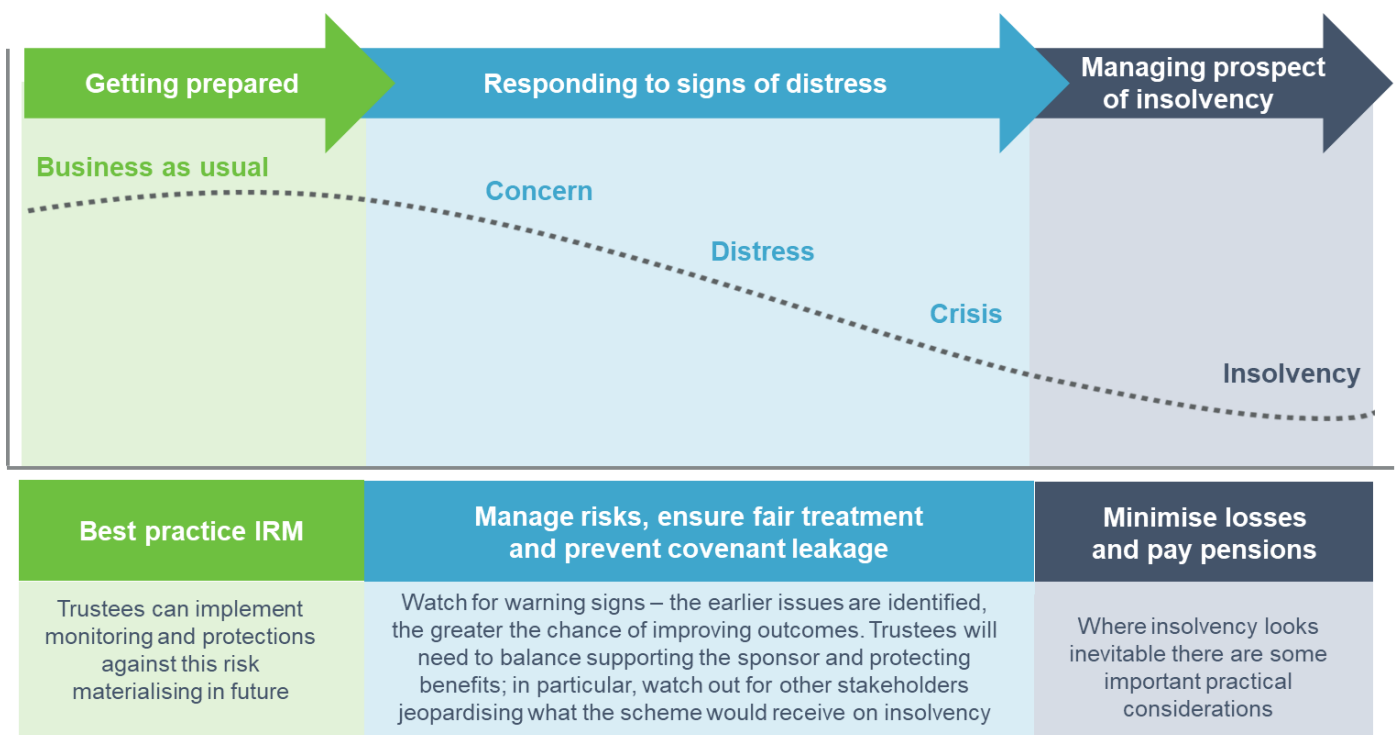 Getting prepared
Responding to signs of distress
Managing prospect
of insolvency
Business as usual
Concern
Distress
Crisis
Insolvency
Best practice IRM
Trustees can implement
monitoring and protections
against this risk
materialising in future
Manage risks, ensure fair treatment
and prevent covenant leakage
Watch for warning signs – the earlier issues are identified,
the greater the chance of improving outcomes. Trustees will
need to balance supporting the sponsor and protecting
benefits; in particular, watch out for other stakeholders
jeopardising what the scheme would receive on insolvency
Minimise losses
and pay pensions
Where insolvency looks
inevitable there are some
important practical
considerations